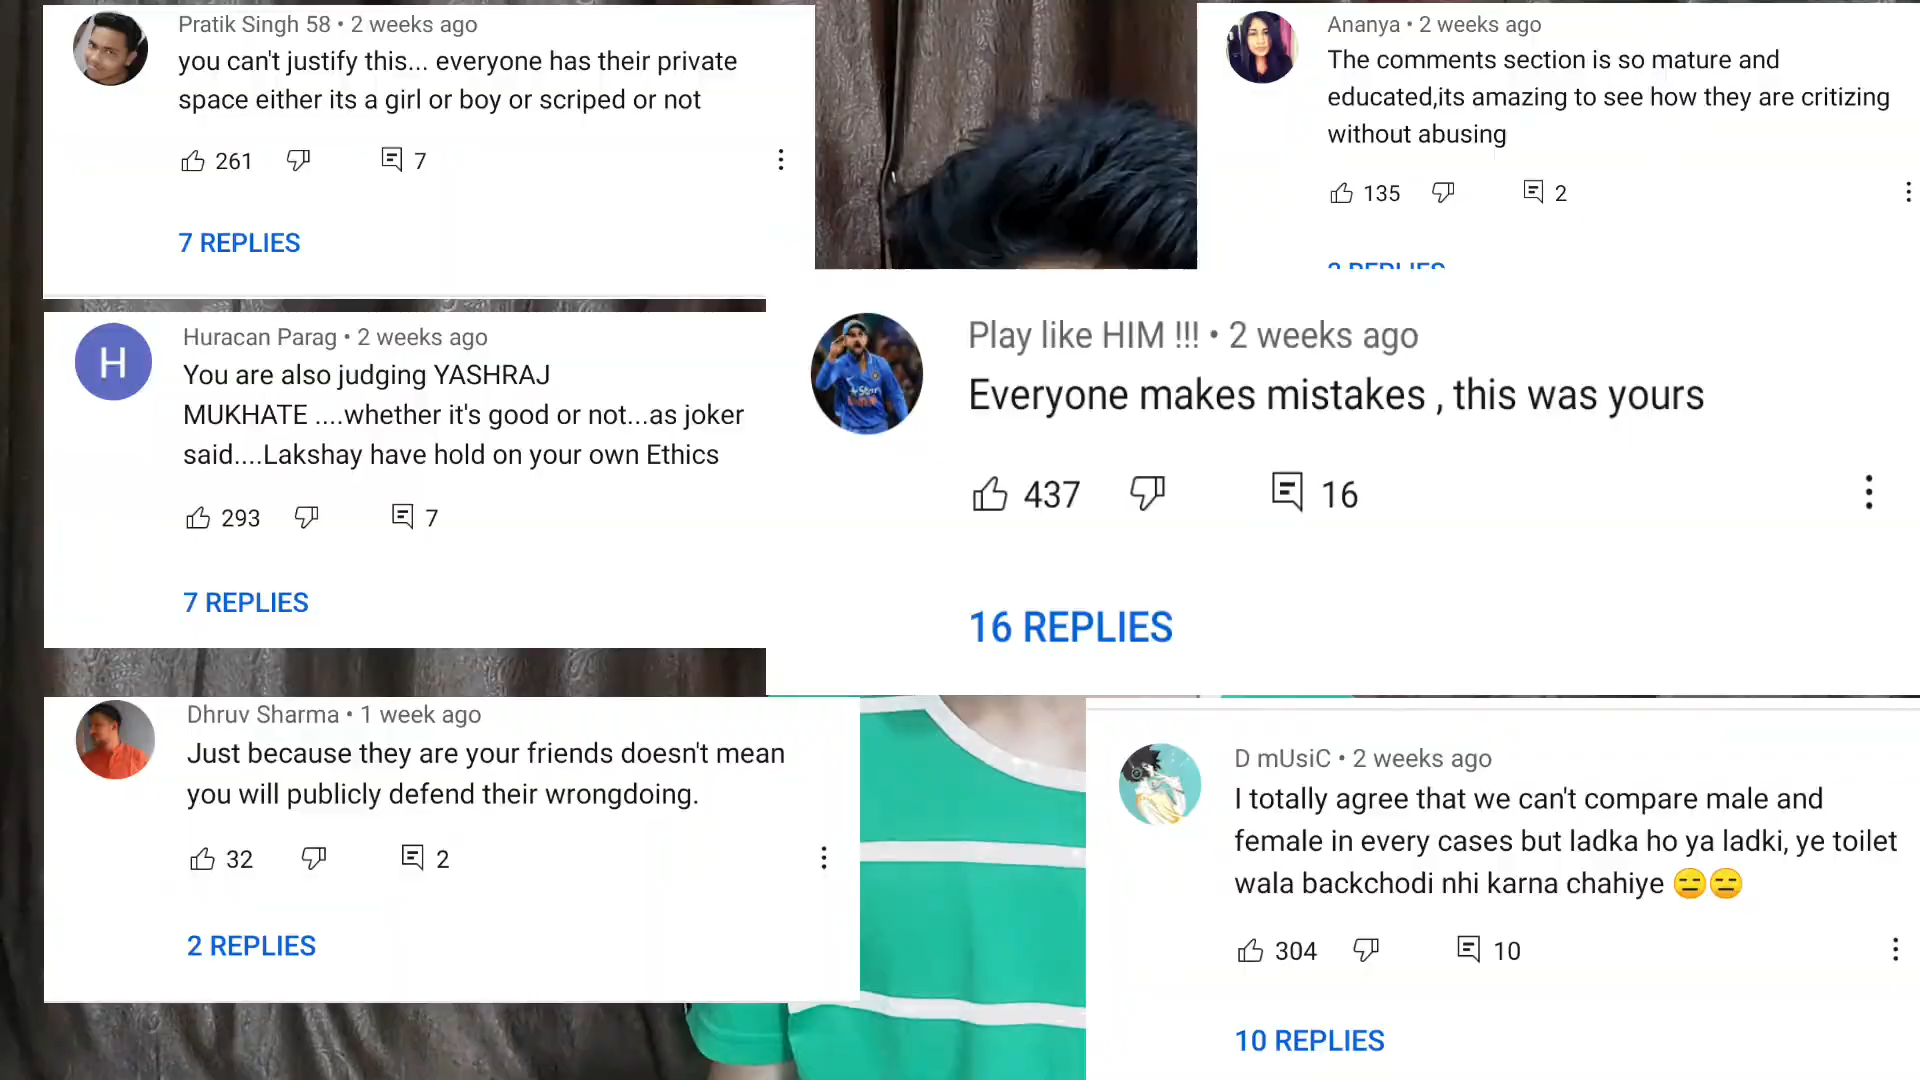 Pratik Singh 58 • 2 weeks ago
you can't justify this... everyone has their private
space either its a girl or boy or scriped or not
261
7
7 REPLIES
Ananya • 2 weeks ago
The comments section is so mature and
educated,its amazing to see how they are critizing
without abusing
135
2
2 REPLIES
Huracan Parag • 2 weeks ago
H
You are also judging YASHRAJ
MUKHATE ....whether it's good or not...as joker
said....Lakshay have hold on your own Ethics
293
7
7 REPLIES
Play like HIM !!! • 2 weeks ago
Everyone makes mistakes , this was yours
437
16
16 REPLIES
Dhruv Sharma • 1 week ago
Just because they are your friends doesn't mean
you will publicly defend their wrongdoing.
32
2
2 REPLIES
D mUsiC • 2 weeks ago
I totally agree that we can't compare male and
female in every cases but ladka ho ya ladki, ye toilet
wala backchodi nhi karna chahiye 😑😑
304
10
10 REPLIES